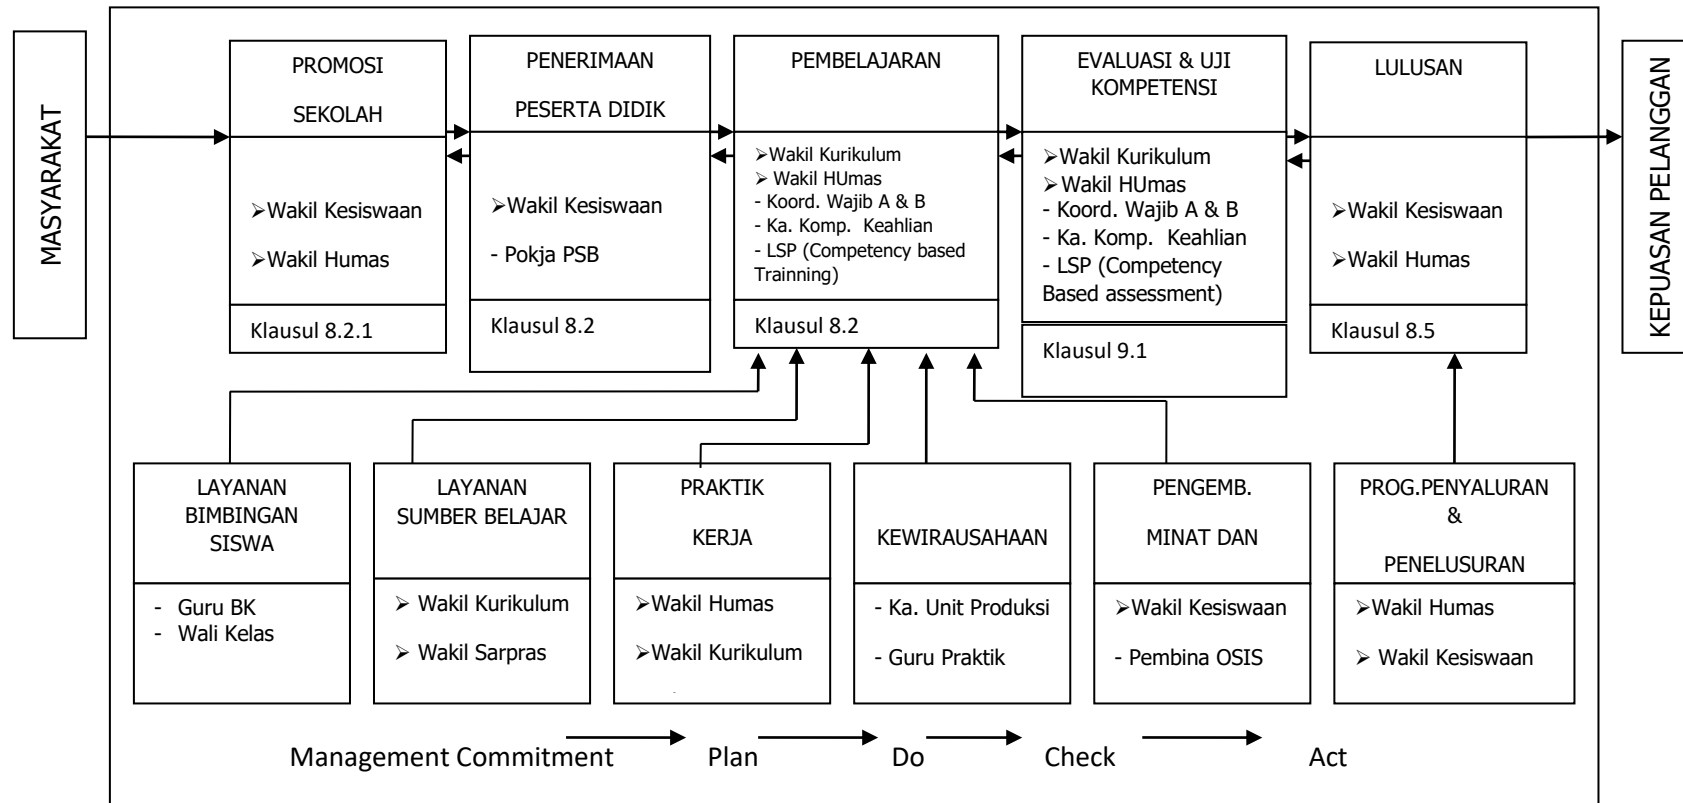 MASYARAKAT
PROMOSI
SEKOLAH
➢Wakil Kesiswaan
➢Wakil Humas
Klausul 8.2.1
PENERIMAAN
PESERTA DIDIK
➢Wakil Kesiswaan
- Pokja PSB
Klausul 8.2
PEMBELAJARAN
➢Wakil Kurikulum
➢ Wakil HUmas
- Koord. Wajib A & B
- Ka. Komp. Keahlian
- LSP (Competency based
Trainning)
Klausul 8.2
EVALUASI & UJI
KOMPETENSI
➢Wakil Kurikulum
➢Wakil HUmas
- Koord. Wajib A & B
- Ka. Komp. Keahlian
- LSP (Competency
Based assessment)
Klausul 9.1
LULUSAN
➢Wakil Kesiswaan
➢Wakil Humas
Klausul 8.5
KEPUASAN PELANGGAN
LAYANAN
BIMBINGAN
SISWA
- Guru BK
- Wali Kelas
LAYANAN
SUMBER BELAJAR
➢ Wakil Kurikulum
➢ Wakil Sarpras
PRAKTIK
KERJA
➢Wakil Humas
➢Wakil Kurikulum
KEWIRAUSAHAAN
- Ka. Unit Produksi
- Guru Praktik
PENGEMB.
MINAT DAN
➢Wakil Kesiswaan
- Pembina OSIS
PROG.PENYALURAN
&
PENELUSURAN
➢Wakil Humas
➢ Wakil Kesiswaan
Management Commitment Plan Do Check Act